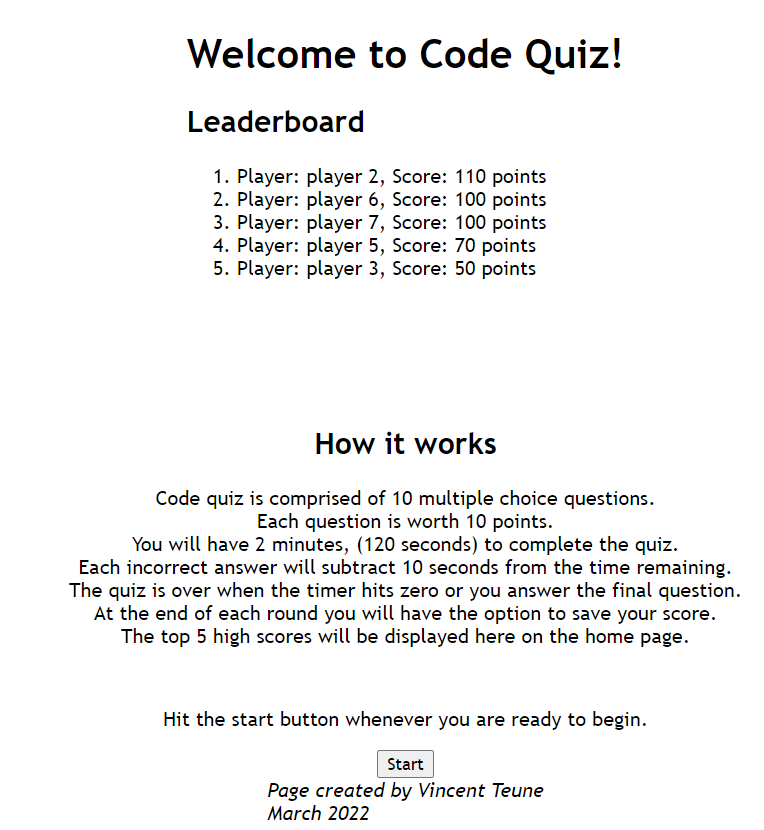 Welcome to Code Quiz!
Leaderboard
1. Player: player 2, Score: 110 points
2. Player: player 6, Score: 100 points
3. Player: player 7, Score: 100 points
4. Player: player 5, Score: 70 points
5. Player: player 3, Score: 50 points
How it works
Code quiz is comprised of 10 multiple choice questions.
Each question is worth 10 points.
You will have 2 minutes, (120 seconds) to complete the quiz.
Each incorrect answer will subtract 10 seconds from the time remaining.
The quiz is over when the timer hits zero or you answer the final question.
At the end of each round you will have the option to save your score.
The top 5 high scores will be displayed here on the home page.
Hit the start button whenever you are ready to begin.
Start
Page created by Vincent Teune
March 2022